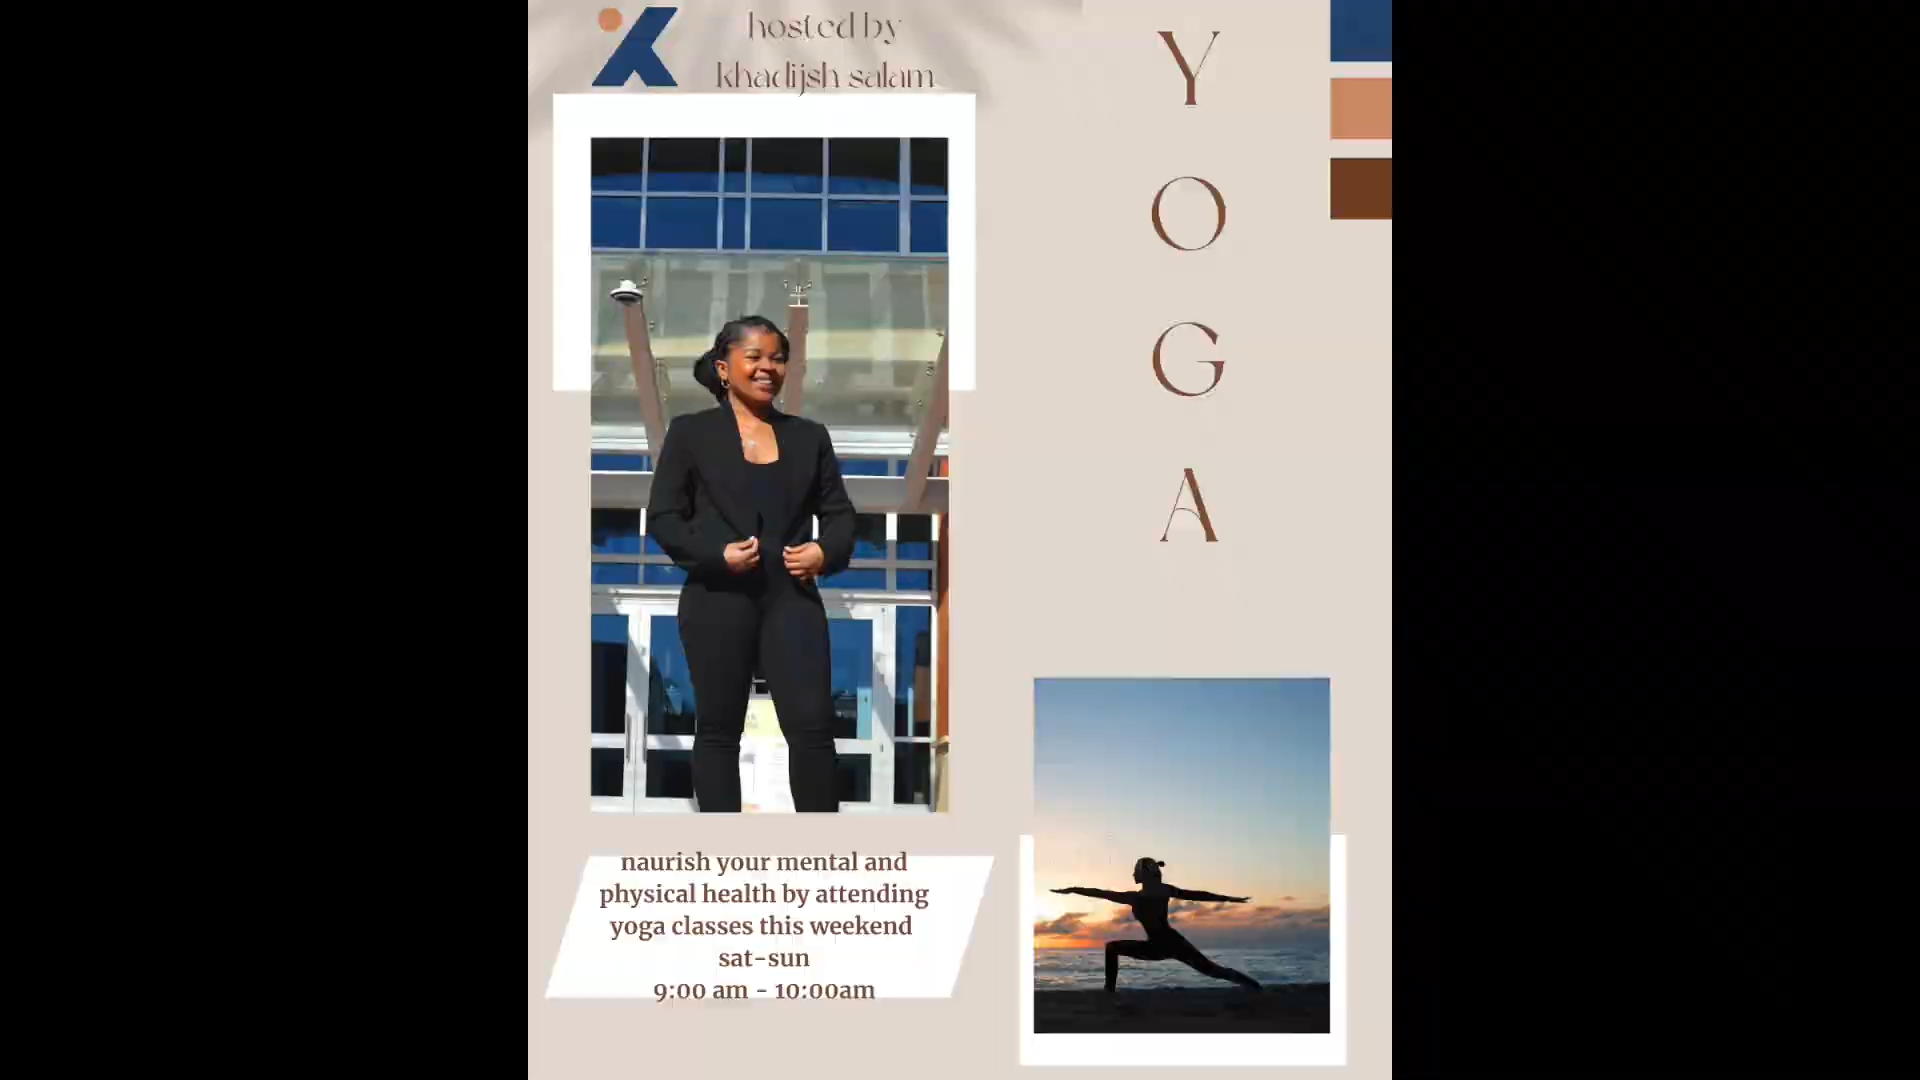 hosted by
khadijsh salam
Y
O
G
A
naurish your mental and
physical health by attending
yoga classes this weekend
sat-sun
9:00 am - 10:00am